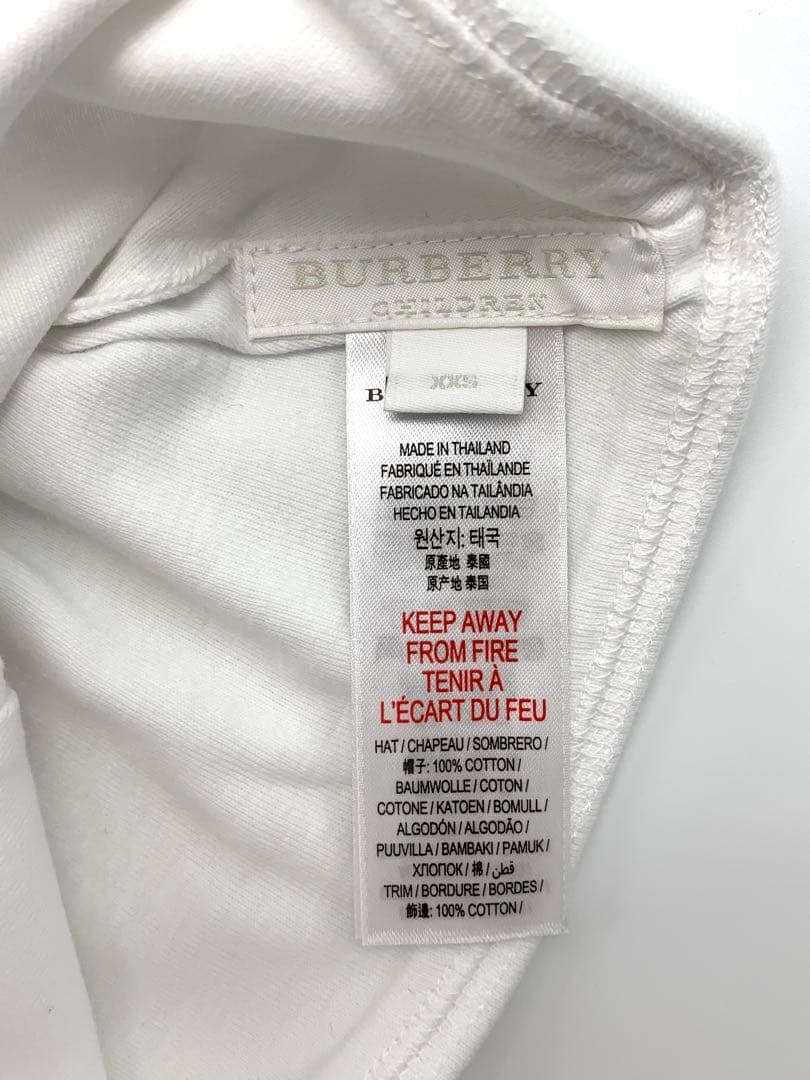 BURBERRY
CHILDREN
XXS
B Y
MADE IN THAILAND
FABRIQUÉ EN THAÏLANDE
FABRICADO NA TAILÂNDIA
HECHO EN TAILANDIA
원산지: 태국
原產地 泰國
原产地 泰国
KEEP AWAY
FROM FIRE
TENIR À
L'ÉCART DU FEU
HAT / CHAPEAU / SOMBRERO /
帽子: 100% COTTON /
BAUMWOLLE / COTON /
COTONE / KATOEN / BOMULL /
ALGODÓN / ALGODÃO /
PUUVILLA / BAMBAKI / PAMUK /
ХЛОПОК / 棉 / قطن /
TRIM / BORDURE / BORDES /
飾邊: 100% COTTON /